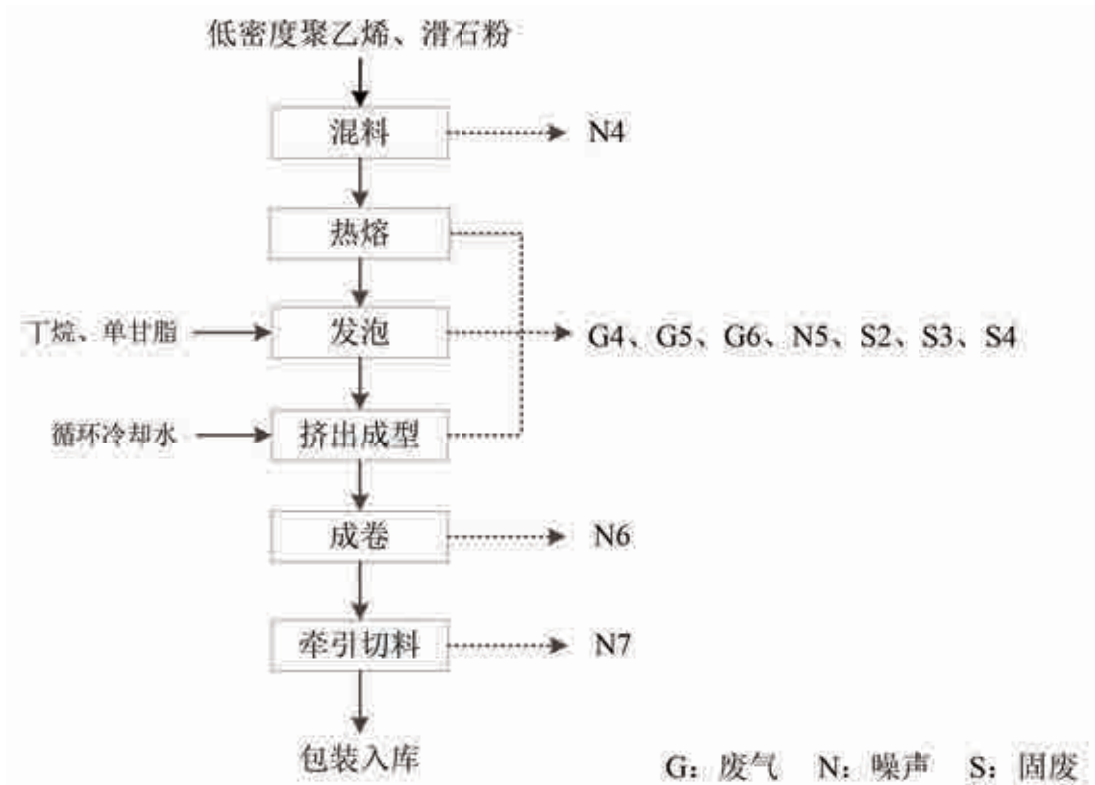 低密度聚乙烯、滑石粉
混料
N4
热熔
丁烷、单甘脂
发泡
G4、G5、G6、N5、S2、S3、S4
循环冷却水
挤出成型
成卷
N6
牵引切料
N7
包装入库
G：废气 N：噪声 S：固废